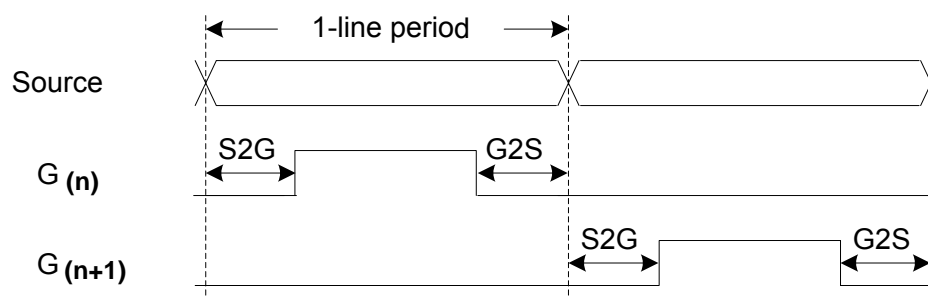 1-line period
Source
S2G G2S
G (n)
S2G G2S
G (n+1)